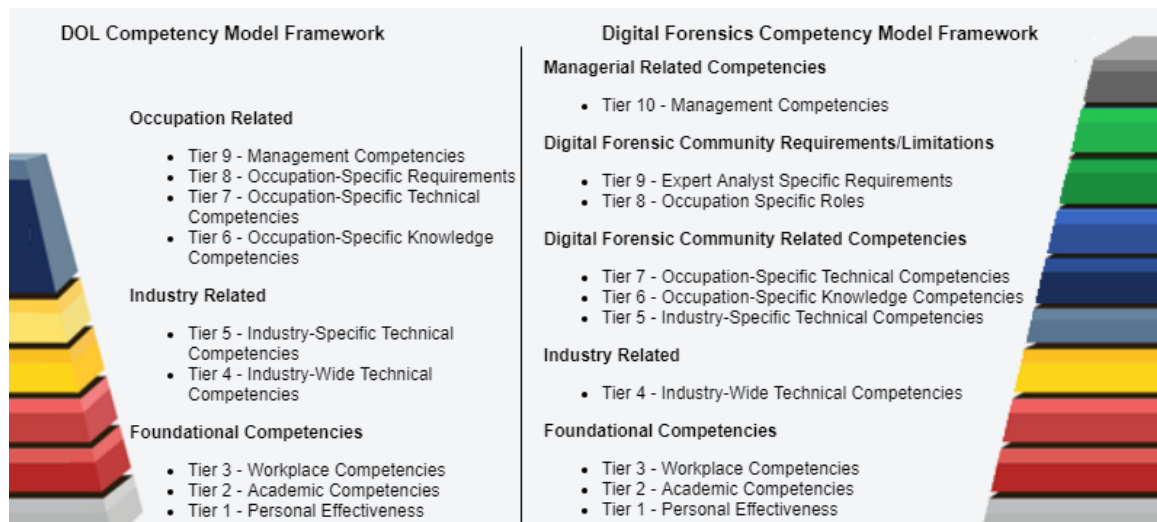 DOL Competency Model Framework
Occupation Related
• Tier 9 - Management Competencies
• Tier 8 - Occupation-Specific Requirements
• Tier 7 - Occupation-Specific Technical
Competencies
• Tier 6 - Occupation-Specific Knowledge
Competencies
Industry Related
• Tier 5 - Industry-Specific Technical
Competencies
• Tier 4 - Industry-Wide Technical
Competencies
Foundational Competencies
• Tier 3 - Workplace Competencies
• Tier 2 - Academic Competencies
• Tier 1 - Personal Effectiveness
Digital Forensics Competency Model Framework
Managerial Related Competencies
• Tier 10 - Management Competencies
Digital Forensic Community Requirements/Limitations
• Tier 9 - Expert Analyst Specific Requirements
• Tier 8 - Occupation Specific Roles
Digital Forensic Community Related Competencies
• Tier 7 - Occupation-Specific Technical Competencies
• Tier 6 - Occupation-Specific Knowledge Competencies
• Tier 5 - Industry-Specific Technical Competencies
Industry Related
• Tier 4 - Industry-Wide Technical Competencies
Foundational Competencies
• Tier 3 - Workplace Competencies
• Tier 2 - Academic Competencies
• Tier 1 - Personal Effectiveness